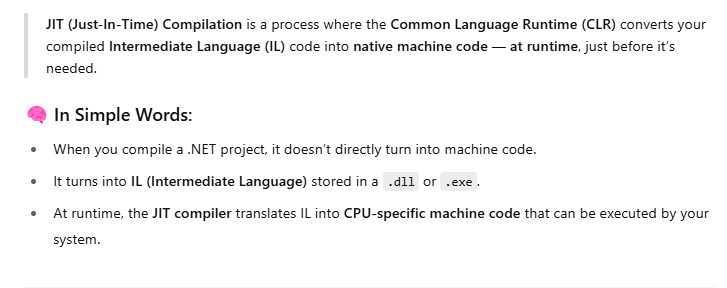 JIT (Just-In-Time) Compilation is a process where the Common Language Runtime (CLR) converts your
compiled Intermediate Language (IL) code into native machine code — at runtime, just before it's
needed.
🧠 In Simple Words:
• When you compile a .NET project, it doesn't directly turn into machine code.
• It turns into IL (Intermediate Language) stored in a .dll or .exe.
• At runtime, the JIT compiler translates IL into CPU-specific machine code that can be executed by your
system.